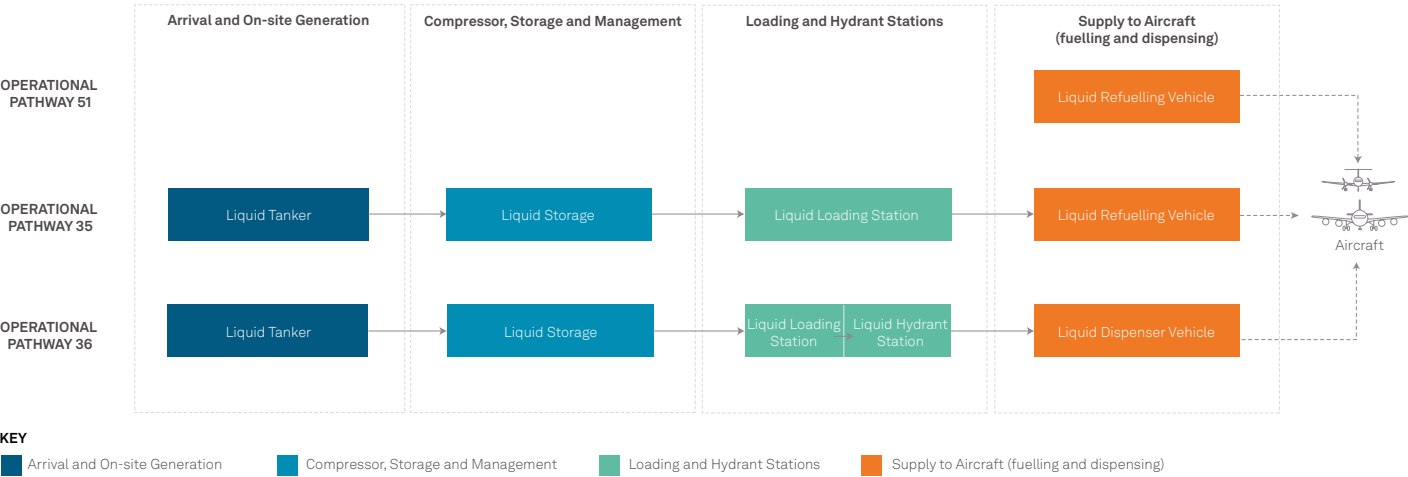 Arrival and On-site Generation
Compressor, Storage and Management
Loading and Hydrant Stations
Supply to Aircraft
(fuelling and dispensing)
OPERATIONAL
PATHWAY 51
Liquid Refuelling Vehicle
OPERATIONAL
PATHWAY 35
Liquid Tanker
Liquid Storage
Liquid Loading Station
Liquid Refuelling Vehicle
Aircraft
OPERATIONAL
PATHWAY 36
Liquid Tanker
Liquid Storage
Liquid Loading
Station
Liquid Hydrant
Station
Liquid Dispenser Vehicle
KEY
Arrival and On-site Generation
Compressor, Storage and Management
Loading and Hydrant Stations
Supply to Aircraft (fuelling and dispensing)